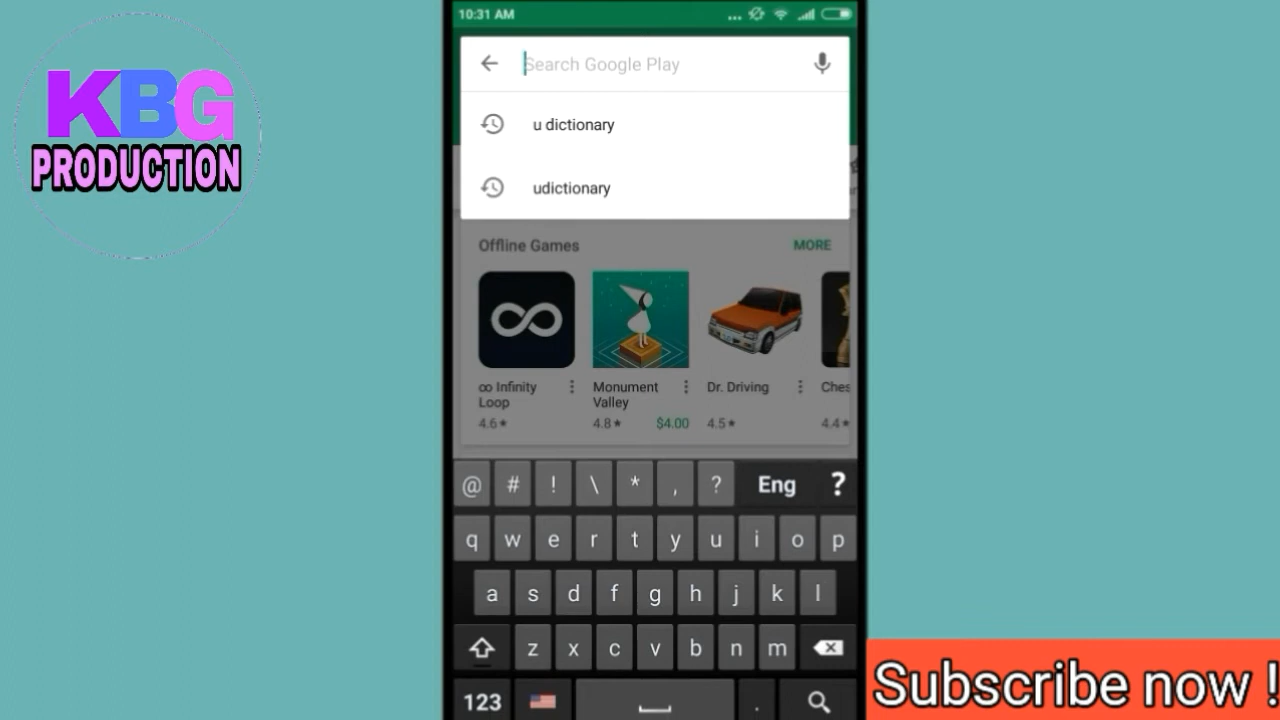 KBG
PRODUCTION
10:31 AM
Search Google Play
u dictionary
udictionary
Offline Games
MORE
∞ Infinity Loop
4.6★
Monument Valley
4.8★ $4.00
Dr. Driving
4.5★
Ches
4.4★
@ # ! \ * , ? Eng ?
q w e r t y u i o p
a s d f g h j k l
z x c v b n m
123 .
Subscribe now !